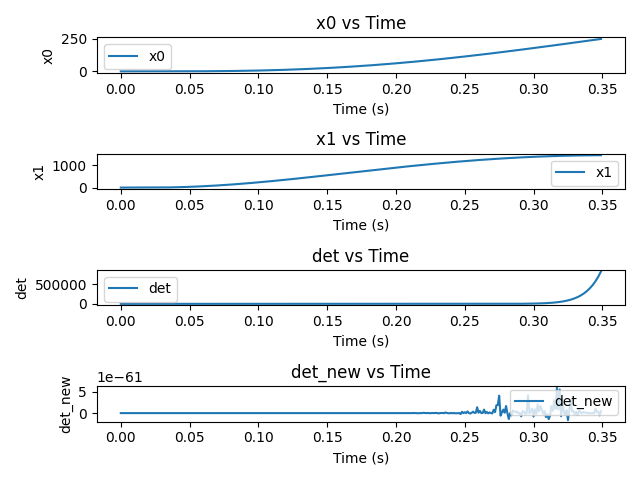 x0 vs Time
250
0
x0
x0
0.00 0.05 0.10 0.15 0.20 0.25 0.30 0.35
Time (s)
x1 vs Time
1000
0
x1
x1
0.00 0.05 0.10 0.15 0.20 0.25 0.30 0.35
Time (s)
det vs Time
500000
0
det
det
0.00 0.05 0.10 0.15 0.20 0.25 0.30 0.35
Time (s)
det_new vs Time
1e−61
5
0
det_new
det_new
0.00 0.05 0.10 0.15 0.20 0.25 0.30 0.35
Time (s)